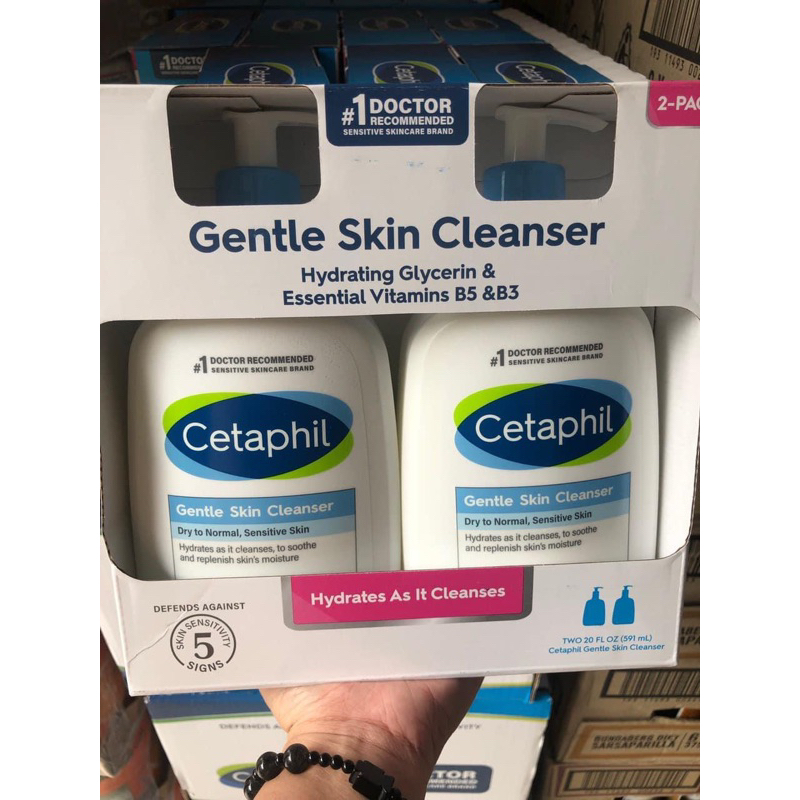 #1 DOCTOR
RECOMMENDED
SENSITIVE SKINCARE BRAND
2-PAC
Gentle Skin Cleanser
Hydrating Glycerin &
Essential Vitamins B5 &B3
#1 DOCTOR RECOMMENDED
SENSITIVE SKINCARE BRAND
Cetaphil
Gentle Skin Cleanser
Dry to Normal, Sensitive Skin
Hydrates as it cleanses, to soothe
and replenish skin's moisture
#1 DOCTOR RECOMMENDED
SENSITIVE SKINCARE BRAND
Cetaphil
Gentle Skin Cleanser
Dry to Normal, Sensitive Skin
Hydrates as it cleanses, to soothe
and replenish skin's moisture
Hydrates As It Cleanses
DEFENDS AGAINST
5
SKIN SENSITIVITY
SIGNS
TWO 20 FL OZ (591 mL)
Cetaphil Gentle Skin Cleanser
DEFENDS
BUNDABERG DIET
SARSAPARILLA